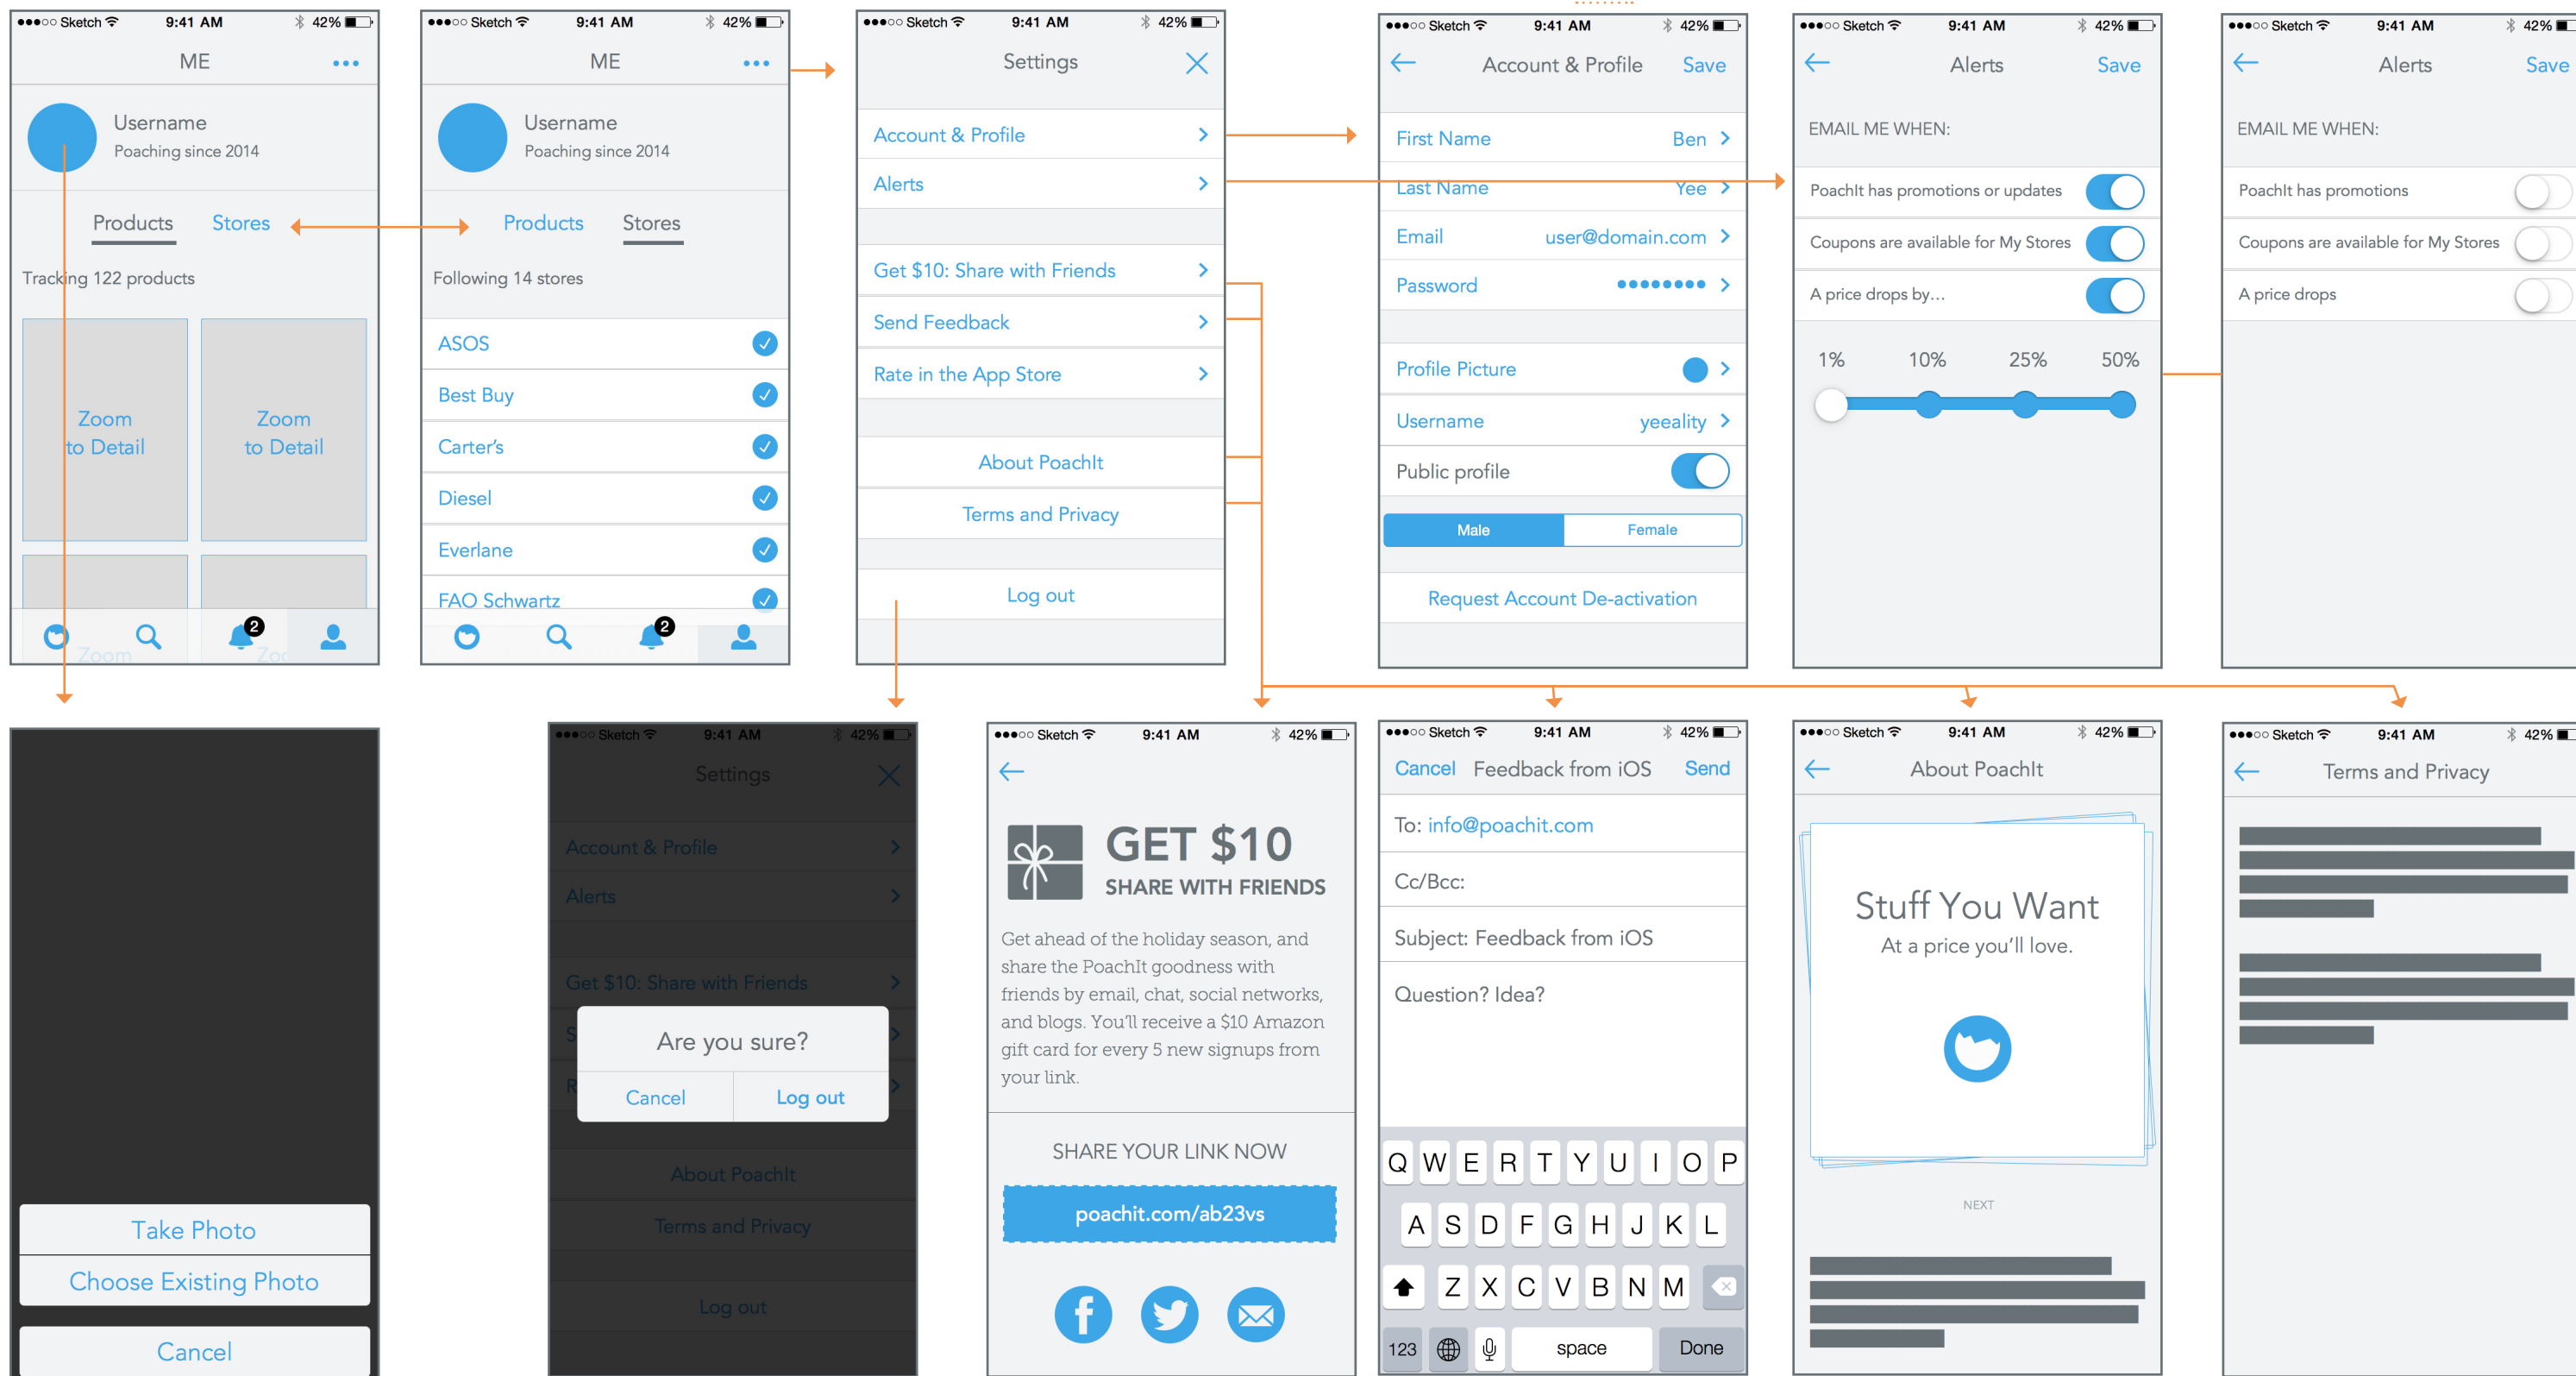 ●●●○○ Sketch 9:41 AM 42%
ME
•••
Username
Poaching since 2014
Products Stores
Tracking 122 products
Zoom
to Detail
Zoom
to Detail
2
Zoom
●●●○○ Sketch 9:41 AM 42%
ME
•••
Username
Poaching since 2014
Products Stores
Following 14 stores
ASOS
Best Buy
Carter's
Diesel
Everlane
FAO Schwartz
2
●●●○○ Sketch 9:41 AM 42%
Settings
Account & Profile >
Alerts >
Get $10: Share with Friends >
Send Feedback >
Rate in the App Store >
About PoachIt
Terms and Privacy
Log out
●●●○○ Sketch 9:41 AM 42%
Account & Profile Save
First Name Ben >
Last Name Yee >
Email user@domain.com >
Password •••••••• >
Profile Picture >
Username yeeality >
Public profile
Male Female
Request Account De-activation
●●●○○ Sketch 9:41 AM 42%
Alerts Save
EMAIL ME WHEN:
PoachIt has promotions or updates
Coupons are available for My Stores
A price drops by...
1% 10% 25% 50%
●●●○○ Sketch 9:41 AM 42%
Alerts Save
EMAIL ME WHEN:
PoachIt has promotions
Coupons are available for My Stores
A price drops
Take Photo
Choose Existing Photo
Cancel
●●●○○ Sketch 9:41 AM 42%
Settings
Account & Profile >
Alerts >
Get $10: Share with Friends >
S
Are you sure?
R
Cancel Log out
About PoachIt
Terms and Privacy
Log out
●●●○○ Sketch 9:41 AM 42%
GET $10
SHARE WITH FRIENDS
Get ahead of the holiday season, and
share the PoachIt goodness with
friends by email, chat, social networks,
and blogs. You'll receive a $10 Amazon
gift card for every 5 new signups from
your link.
SHARE YOUR LINK NOW
poachit.com/ab23vs
●●●○○ Sketch 9:41 AM 42%
Cancel Feedback from iOS Send
To: info@poachit.com
Cc/Bcc:
Subject: Feedback from iOS
Question? Idea?
Q W E R T Y U I O P
A S D F G H J K L
Z X C V B N M
123 space Done
●●●○○ Sketch 9:41 AM 42%
About PoachIt
Stuff You Want
At a price you'll love.
NEXT
●●●○○ Sketch 9:41 AM 42%
Terms and Privacy